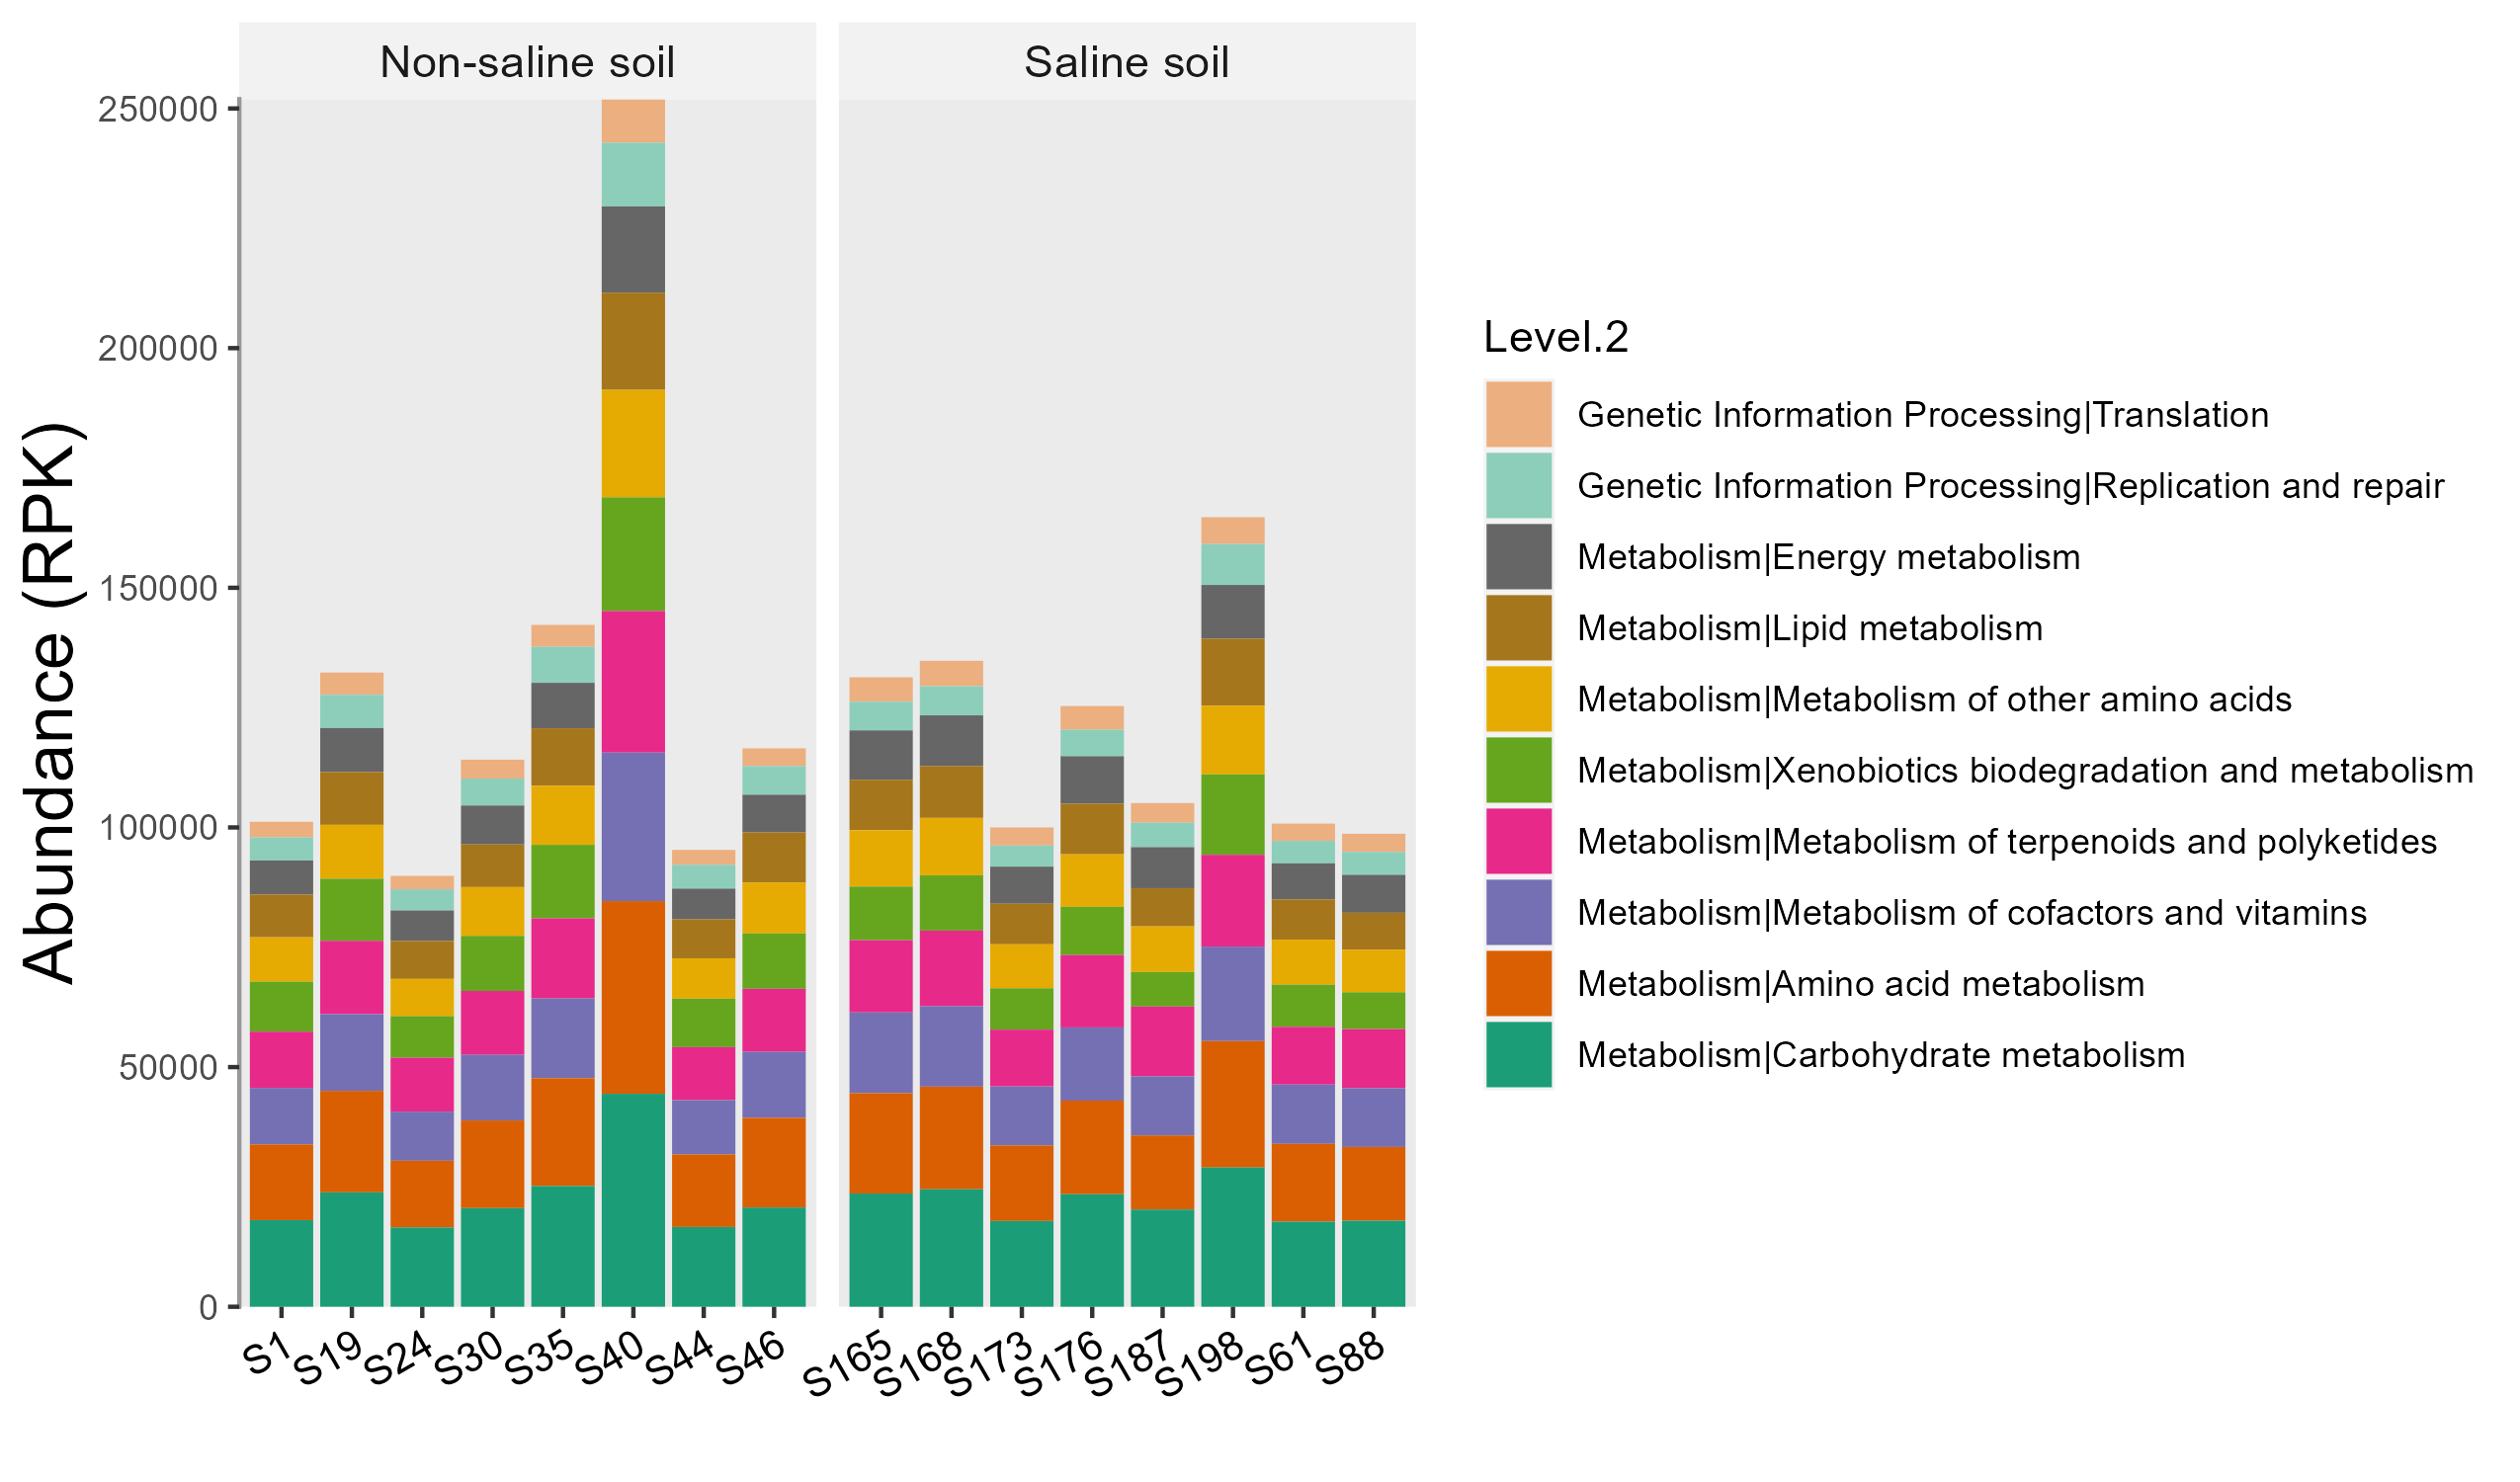 Non-saline soil
Saline soil
Abundance (RPK)
250000
200000
150000
100000
50000
0
S1
S19
S24
S30
S35
S40
S44
S46
S165
S168
S173
S176
S187
S198
S61
S88
Level.2
Genetic Information Processing|Translation
Genetic Information Processing|Replication and repair
Metabolism|Energy metabolism
Metabolism|Lipid metabolism
Metabolism|Metabolism of other amino acids
Metabolism|Xenobiotics biodegradation and metabolism
Metabolism|Metabolism of terpenoids and polyketides
Metabolism|Metabolism of cofactors and vitamins
Metabolism|Amino acid metabolism
Metabolism|Carbohydrate metabolism